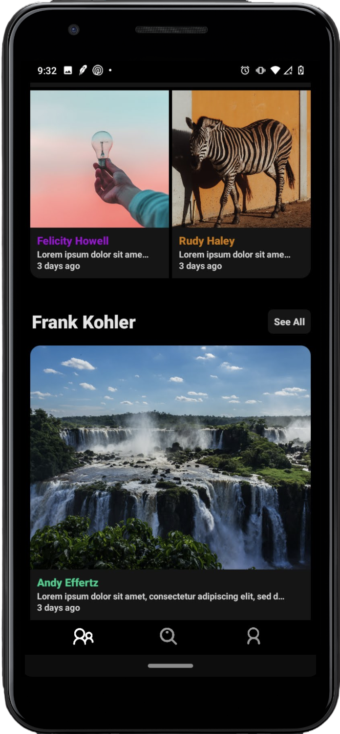 9:32
Felicity Howell
Lorem ipsum dolor sit ame...
3 days ago
Rudy Haley
Lorem ipsum dolor sit ame...
3 days ago
Frank Kohler
See All
Andy Effertz
Lorem ipsum dolor sit amet, consectetur adipiscing elit, sed d...
3 days ago